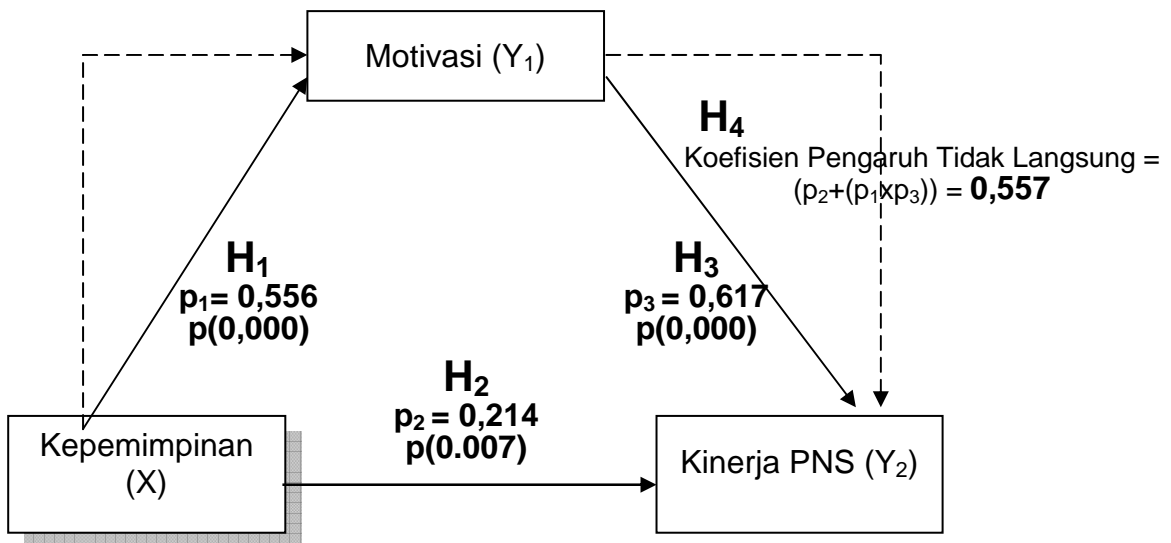 Motivasi (Y₁)
H₄
Koefisien Pengaruh Tidak Langsung =
(p₂+(p₁xp₃)) = 0,557
H₁
p₁= 0,556
p(0,000)
H₃
p₃ = 0,617
p(0,000)
H₂
p₂ = 0,214
p(0.007)
Kepemimpinan
(X)
Kinerja PNS (Y₂)